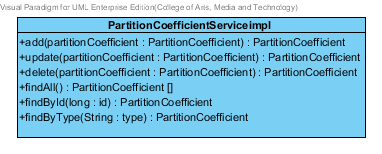 Visual Paradigm for UML Enterprise Edition(College of Arts, Media and Technology)
PartitionCoefficientServiceimpl
+add(partitionCoefficient : PartitionCoefficient) : PartitionCoefficient
+update(partitionCoefficient : PartitionCoefficient) : PartitionCoefficient
+delete(partitionCoefficient : PartitionCoefficient) : PartitionCoefficient
+findAll() : PartitionCoefficient []
+findById(long : id) : PartitionCoefficient
+findByType(String : type) : PartitionCoefficient